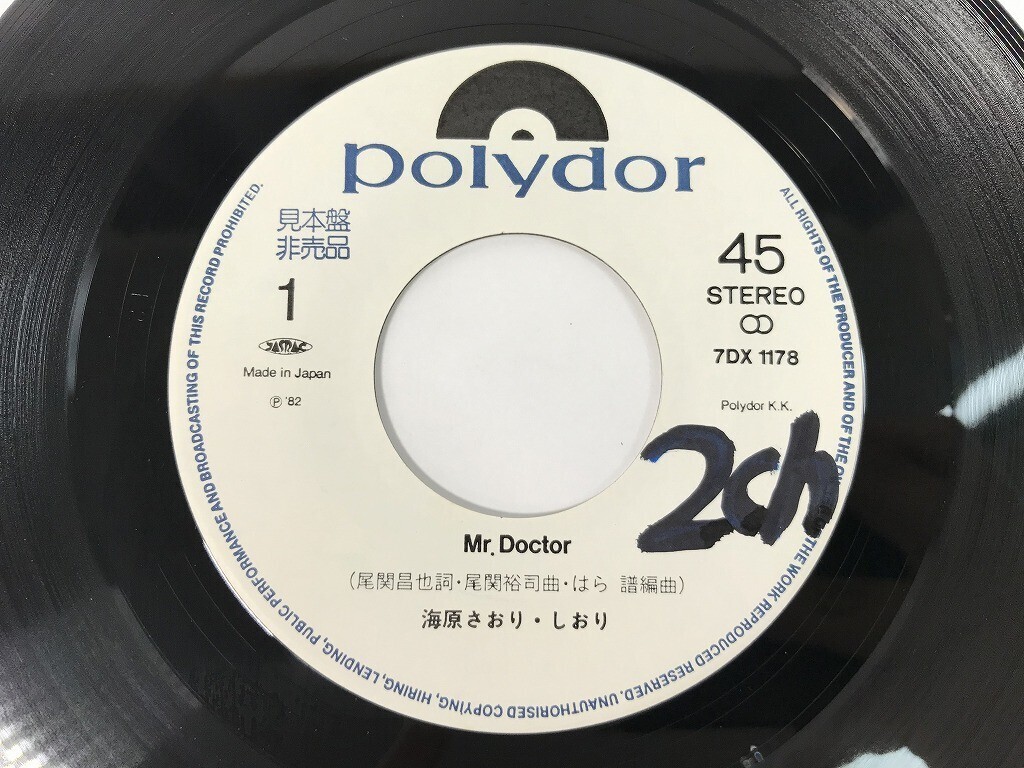 polydor
見本盤
非売品
1
JASRAC
Made in Japan
Ⓟ '82
45
STEREO
7DX 1178
Polydor K.K.
2ch
Mr. Doctor
(尾関昌也詞・尾関裕司曲・はら 譜編曲)
海原さおり・しおり
ALL RIGHTS OF THE PRODUCER AND OF THE OWNER OF THE WORK REPRODUCED RESERVED. UNAUTHORISED COPYING, HIRING, LENDING, PUBLIC PERFORMANCE AND BROADCASTING OF THIS RECORD PROHIBITED.